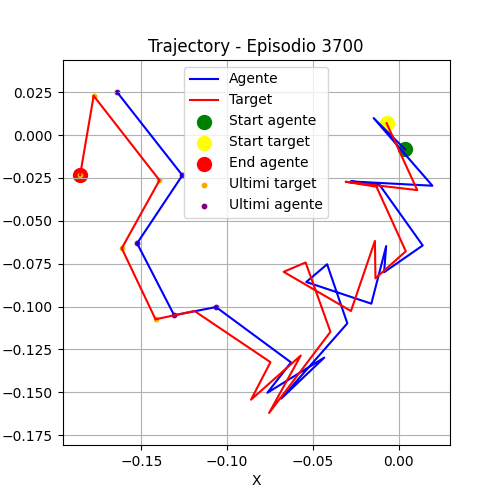 Trajectory - Episodio 3700
Agente
Target
Start agente
Start target
End agente
Ultimi target
Ultimi agente
0.025
0.000
−0.025
−0.050
−0.075
−0.100
−0.125
−0.150
−0.175
−0.15
−0.10
−0.05
0.00
X